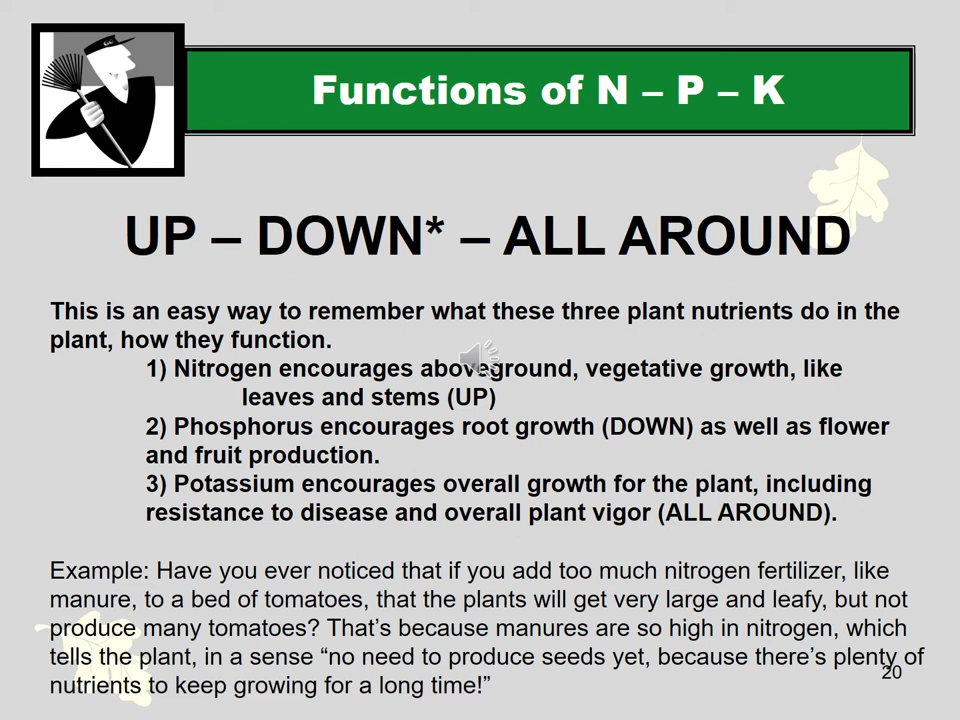 Functions of N – P – K
UP – DOWN* – ALL AROUND
This is an easy way to remember what these three plant nutrients do in the
plant, how they function.
1) Nitrogen encourages aboveground, vegetative growth, like
leaves and stems (UP)
2) Phosphorus encourages root growth (DOWN) as well as flower
and fruit production.
3) Potassium encourages overall growth for the plant, including
resistance to disease and overall plant vigor (ALL AROUND).
Example: Have you ever noticed that if you add too much nitrogen fertilizer, like
manure, to a bed of tomatoes, that the plants will get very large and leafy, but not
produce many tomatoes? That’s because manures are so high in nitrogen, which
tells the plant, in a sense “no need to produce seeds yet, because there’s plenty of
nutrients to keep growing for a long time!”
20